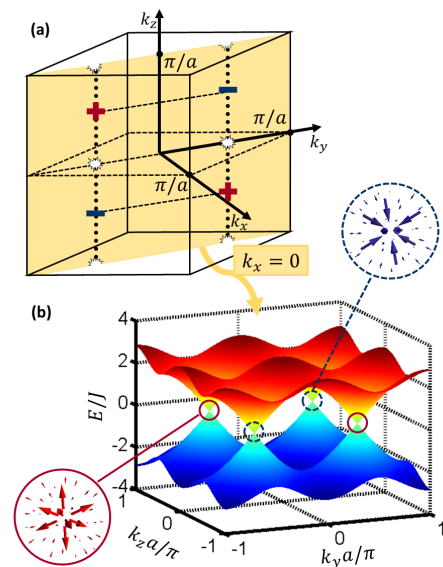 (a)
k_z
π/a
π/a
k_y
π/a
k_x
k_x = 0
(b)
E/J
4
2
0
-2
-4
1
0
-1
k_z a/π
-1
0
1
k_y a/π